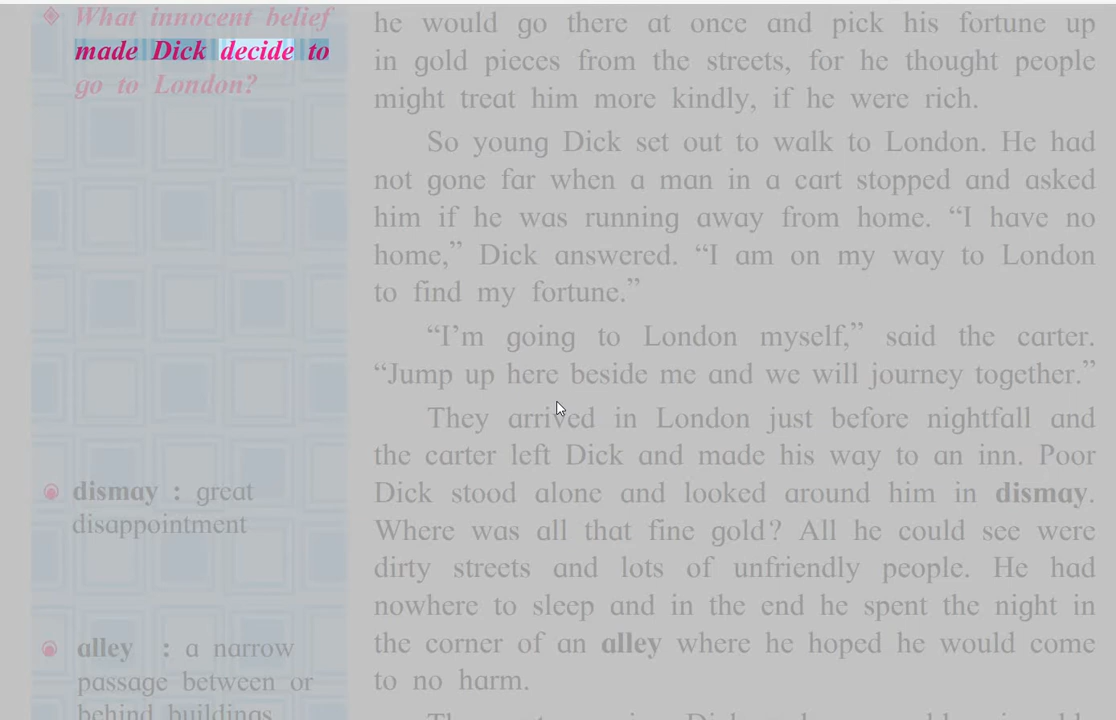 What innocent belief
made Dick decide to
go to London?
he would go there at once and pick his fortune up
in gold pieces from the streets, for he thought people
might treat him more kindly, if he were rich.
So young Dick set out to walk to London. He had
not gone far when a man in a cart stopped and asked
him if he was running away from home. “I have no
home,” Dick answered. “I am on my way to London
to find my fortune.”
“I’m going to London myself,” said the carter.
“Jump up here beside me and we will journey together.”
They arrived in London just before nightfall and
the carter left Dick and made his way to an inn. Poor
Dick stood alone and looked around him in dismay.
Where was all that fine gold? All he could see were
dirty streets and lots of unfriendly people. He had
nowhere to sleep and in the end he spent the night in
the corner of an alley where he hoped he would come
to no harm.
dismay : great
disappointment
alley : a narrow
passage between or
behind buildings